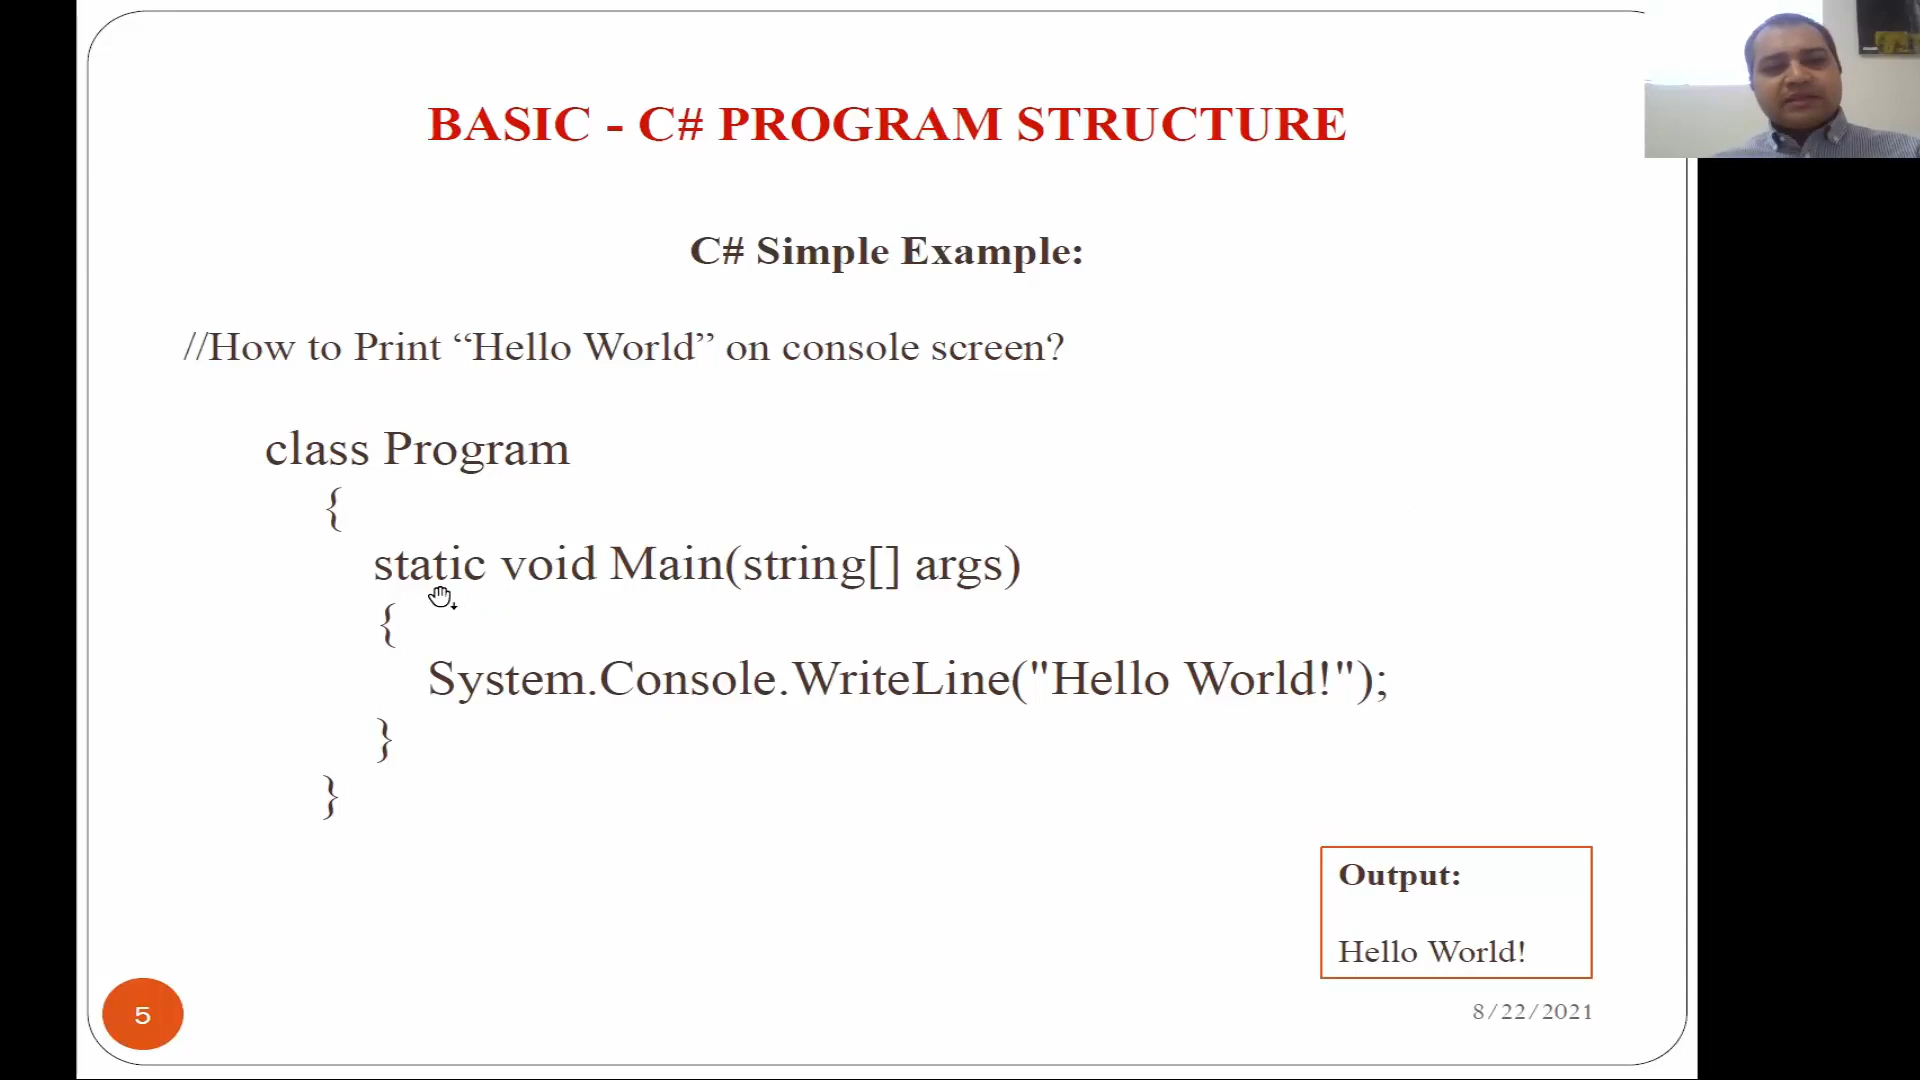 BASIC - C# PROGRAM STRUCTURE
C# Simple Example:
//How to Print “Hello World” on console screen?
class Program
{
static void Main(string[] args)
{
System.Console.WriteLine("Hello World!");
}
}
Output:
Hello World!
5
8/22/2021